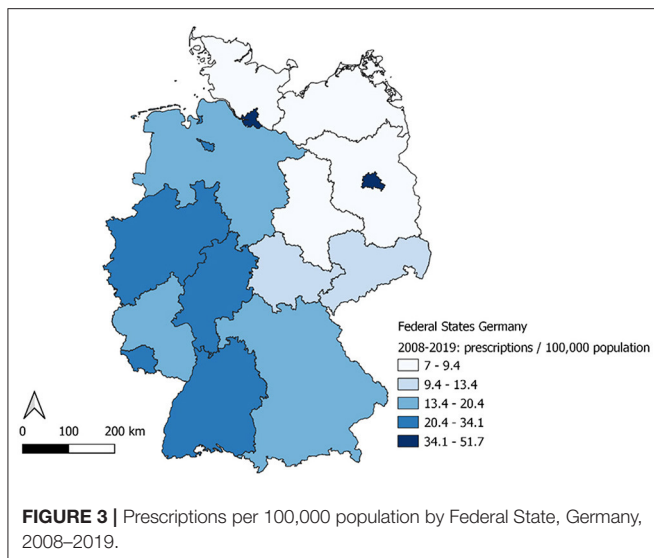 Federal States Germany
2008-2019: prescriptions / 100,000 population
7 - 9.4
9.4 - 13.4
13.4 - 20.4
20.4 - 34.1
34.1 - 51.7
0 100 200 km
FIGURE 3 | Prescriptions per 100,000 population by Federal State, Germany,
2008–2019.